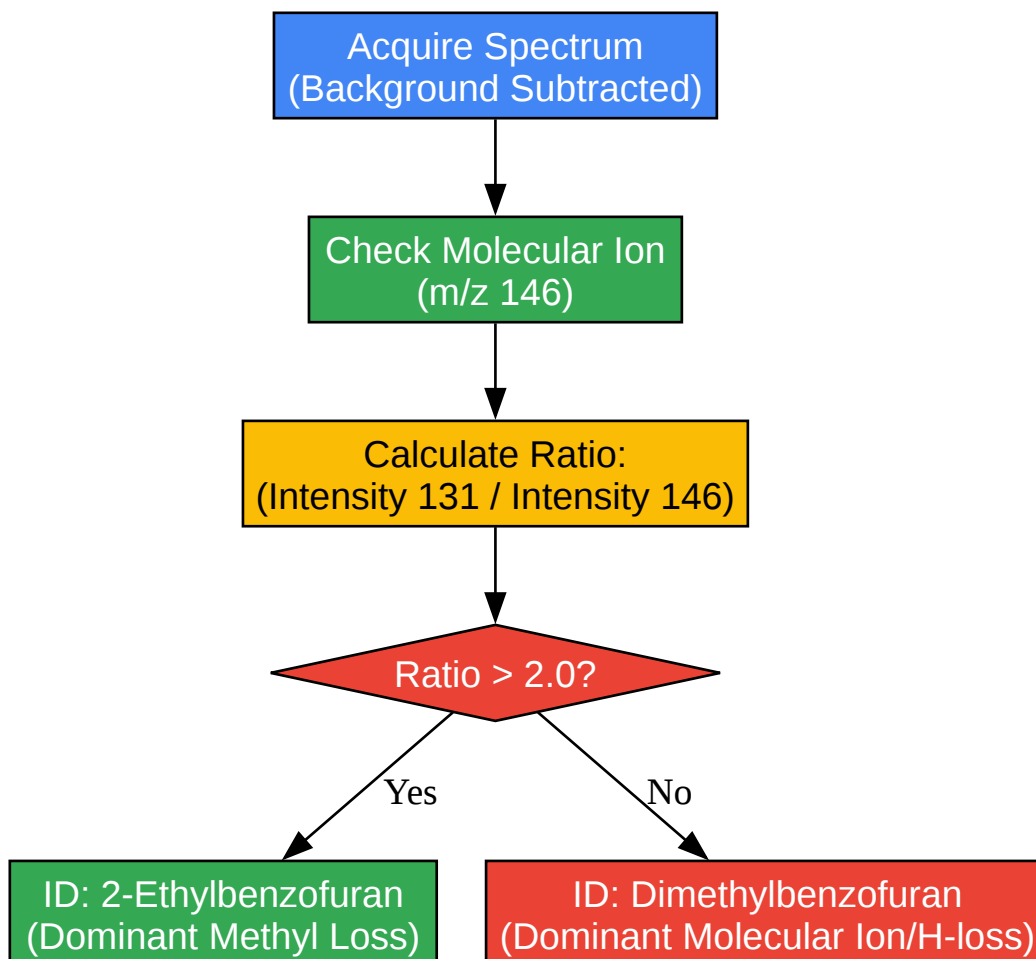 Acquire Spectrum
(Background Subtracted)
Check Molecular Ion
(m/z 146)
Calculate Ratio:
(Intensity 131 / Intensity 146)
Ratio > 2.0?
Yes
No
ID: 2-Ethylbenzofuran
(Dominant Methyl Loss)
ID: Dimethylbenzofuran
(Dominant Molecular Ion/H-loss)